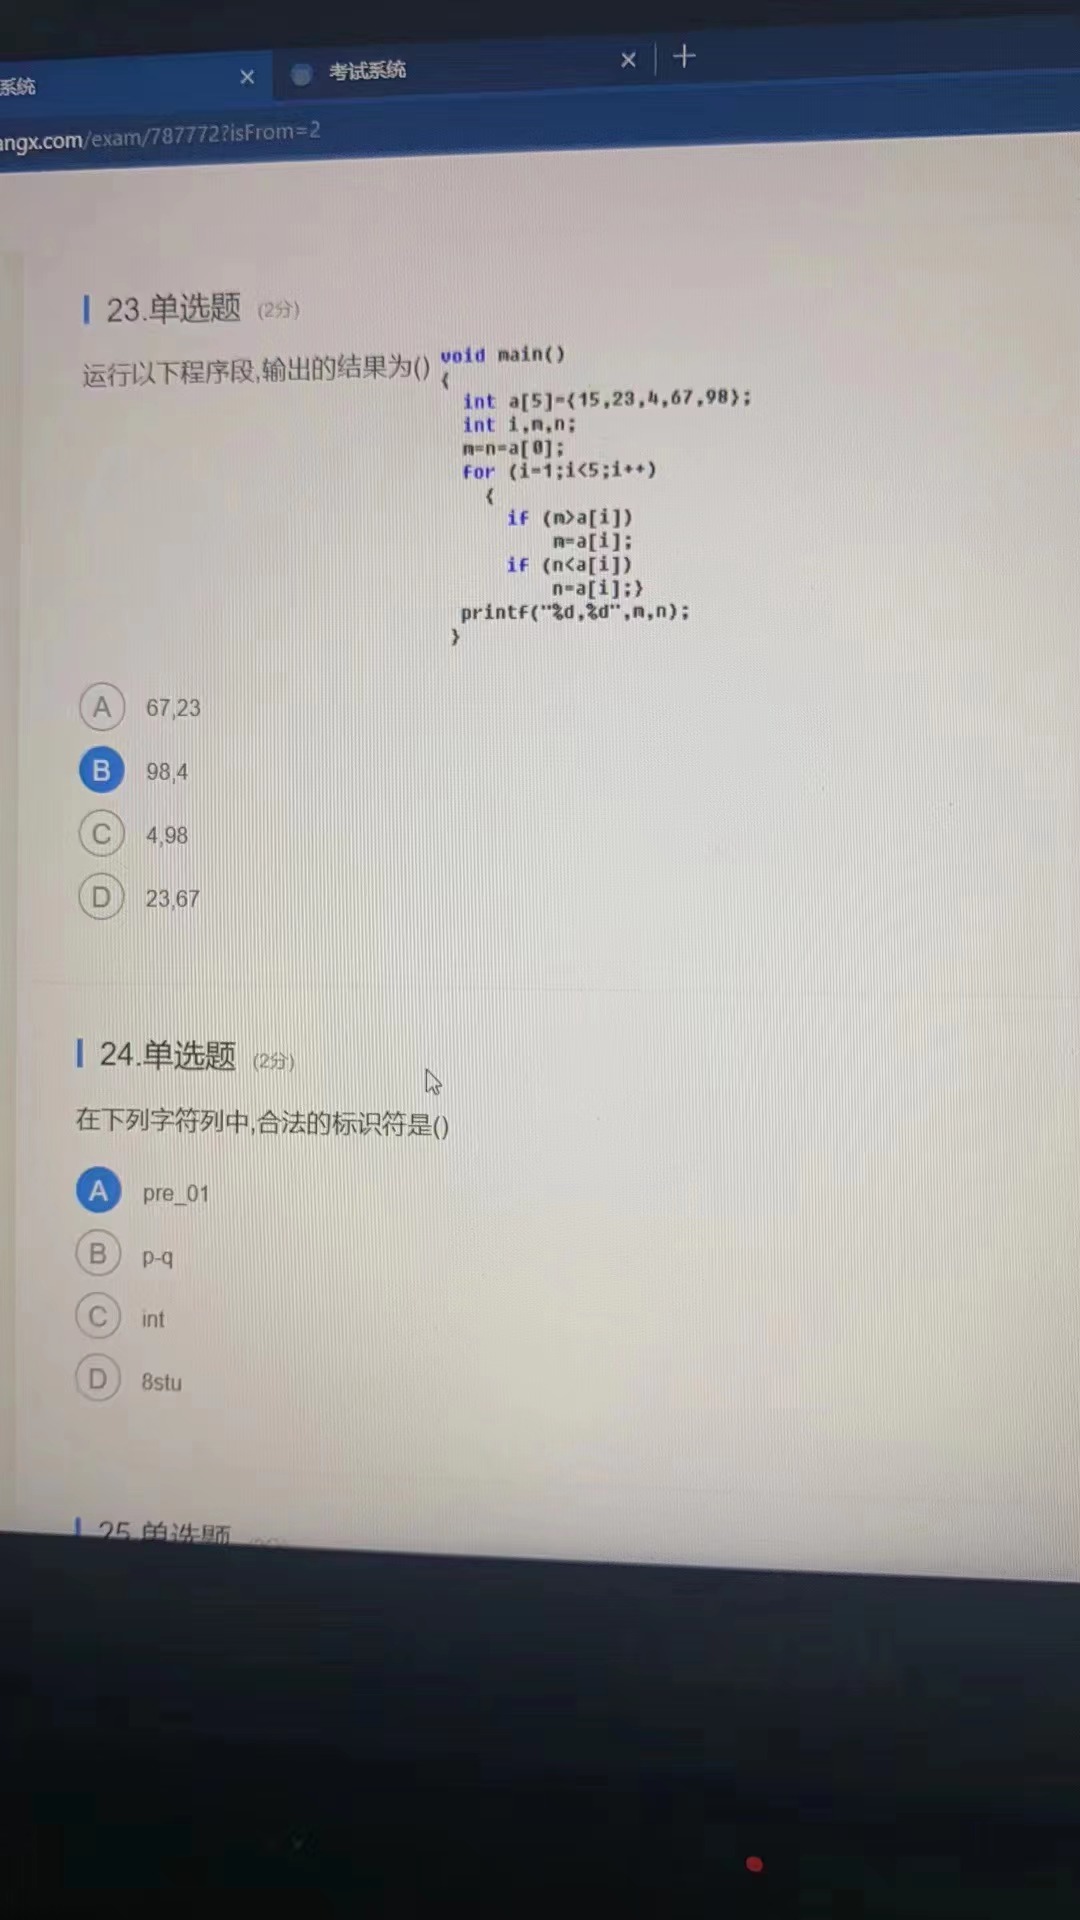 系统
考试系统
angx.com/exam/787772?isFrom=2
23.单选题 (2分)
运行以下程序段,输出的结果为()
void main()
{
int a[5]={15,23,4,67,98};
int i,m,n;
m=n=a[0];
for (i=1;i<5;i++)
{
if (m>a[i])
m=a[i];
if (n<a[i])
n=a[i];}
printf("%d,%d",m,n);
}
A 67,23
B 98,4
C 4,98
D 23,67
24.单选题 (2分)
在下列字符列中,合法的标识符是()
A pre_01
B p-q
C int
D 8stu
25.单选题